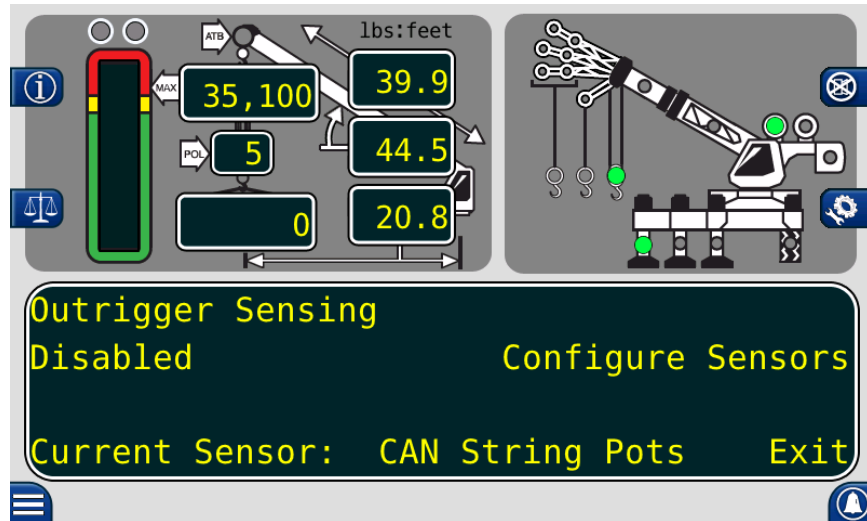 lbs:feet
ATB
39.9
MAX
35,100
44.5
POL
5
20.8
0
Outrigger Sensing
Disabled
Configure Sensors
Current Sensor: CAN String Pots
Exit